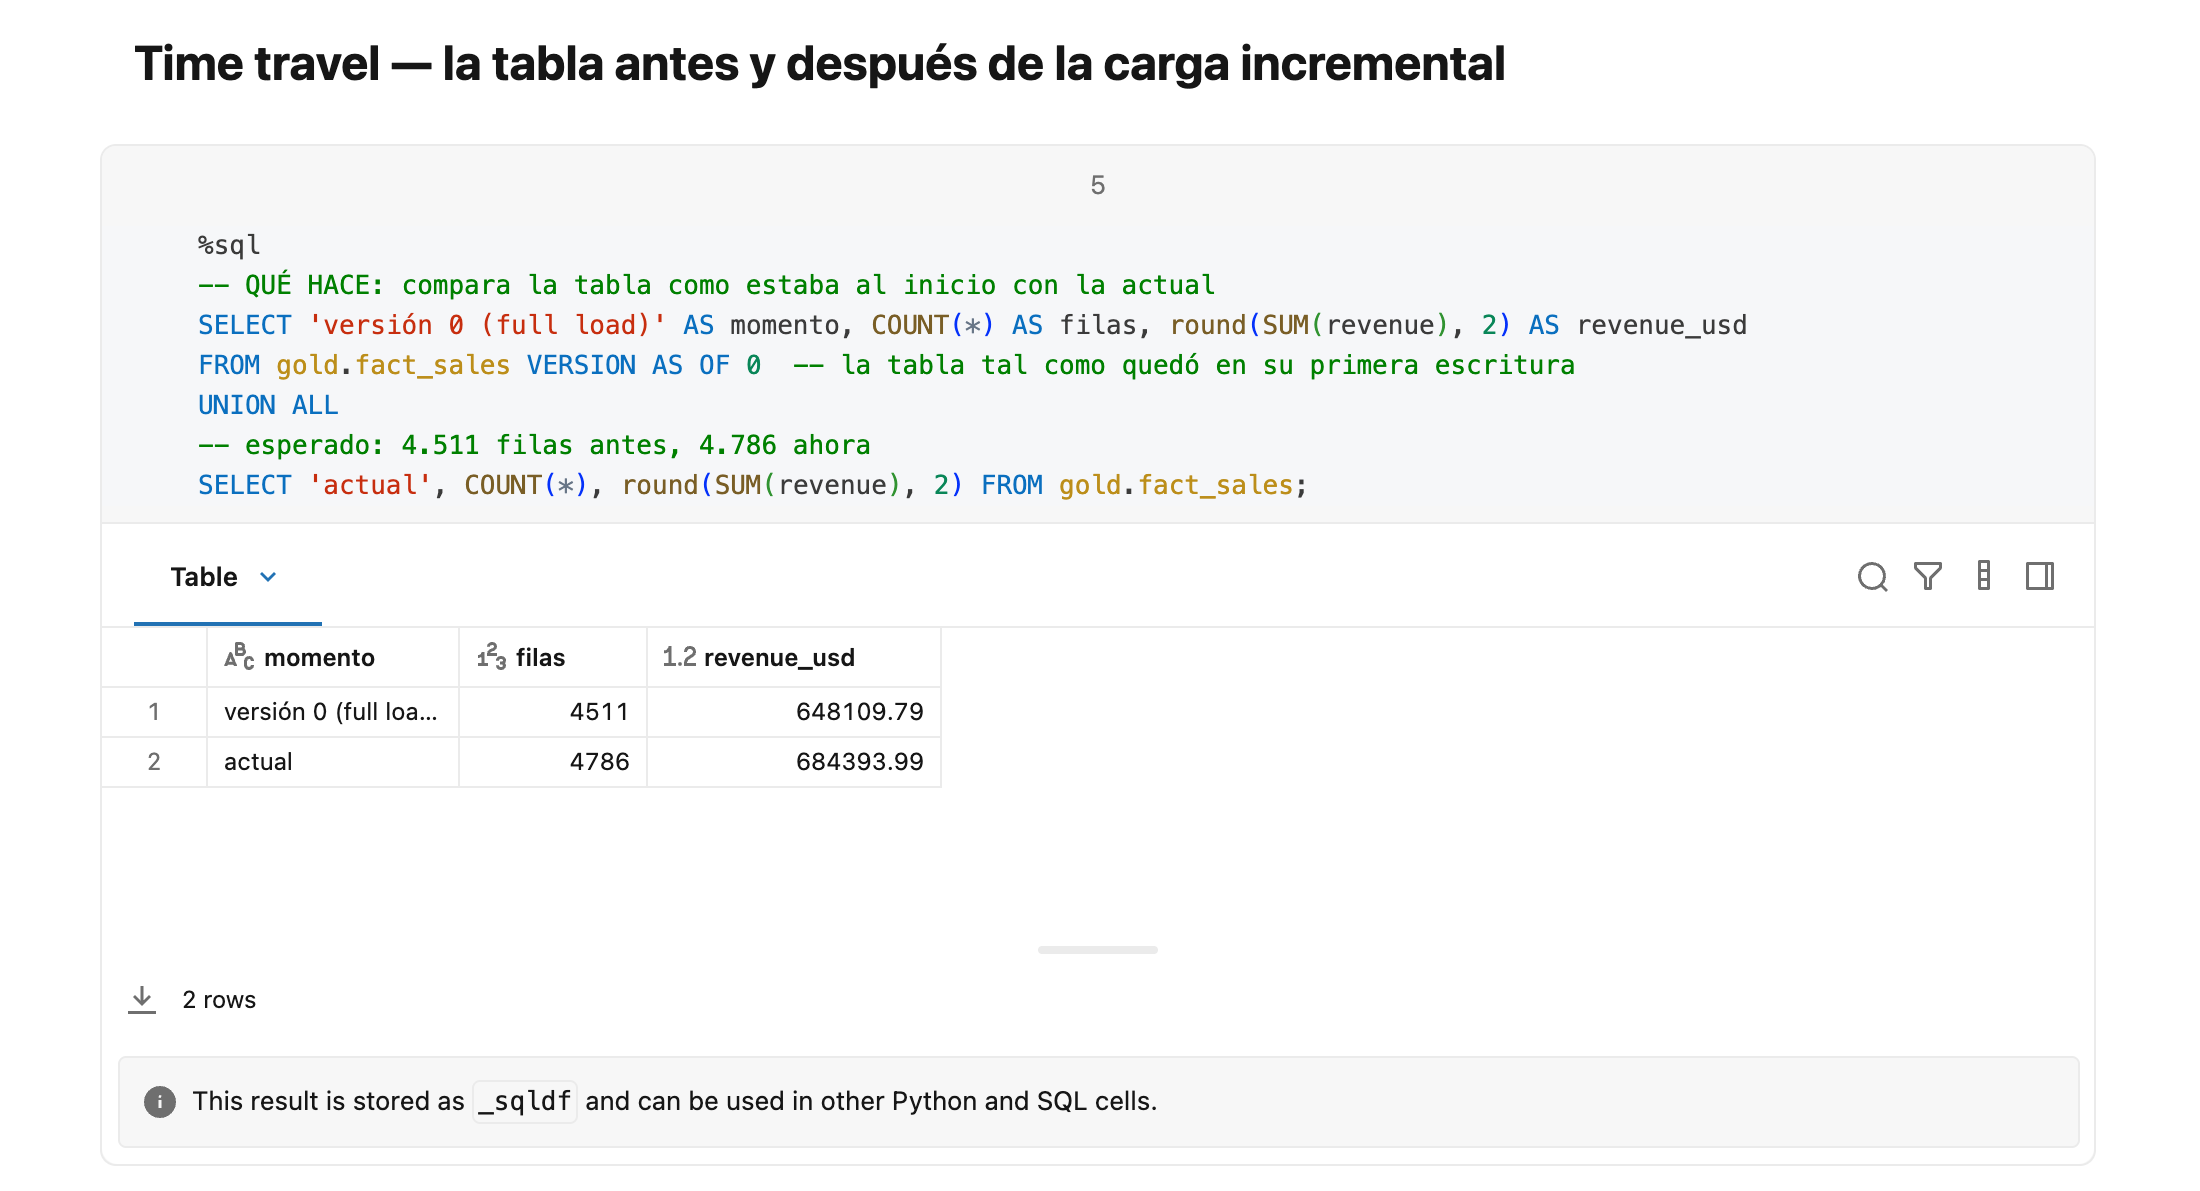 Time travel — la tabla antes y después de la carga incremental
5
%sql
-- QUÉ HACE: compara la tabla como estaba al inicio con la actual
SELECT 'versión 0 (full load)' AS momento, COUNT(*) AS filas, round(SUM(revenue), 2) AS revenue_usd
FROM gold.fact_sales VERSION AS OF 0  -- la tabla tal como quedó en su primera escritura
UNION ALL
-- esperado: 4.511 filas antes, 4.786 ahora
SELECT 'actual', COUNT(*), round(SUM(revenue), 2) FROM gold.fact_sales;
Table
ABC momento 123 filas 1.2 revenue_usd
1 versión 0 (full loa... 4511 648109.79
2 actual 4786 684393.99
2 rows
This result is stored as _sqldf and can be used in other Python and SQL cells.